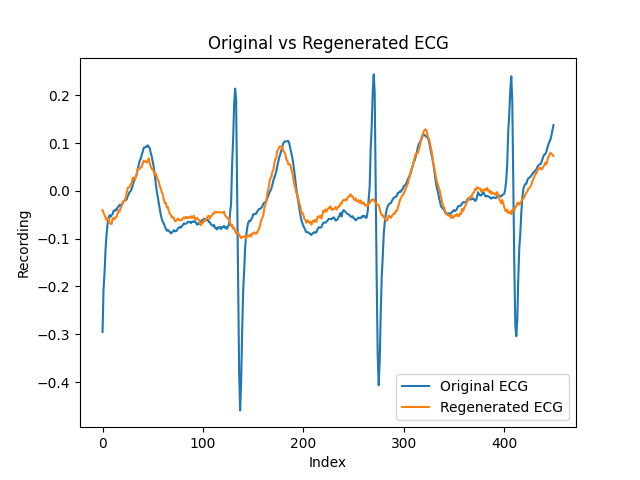 Original vs Regenerated ECG
Recording
0.2
0.1
0.0
−0.1
−0.2
−0.3
−0.4
Original ECG
Regenerated ECG
0 100 200 300 400
Index